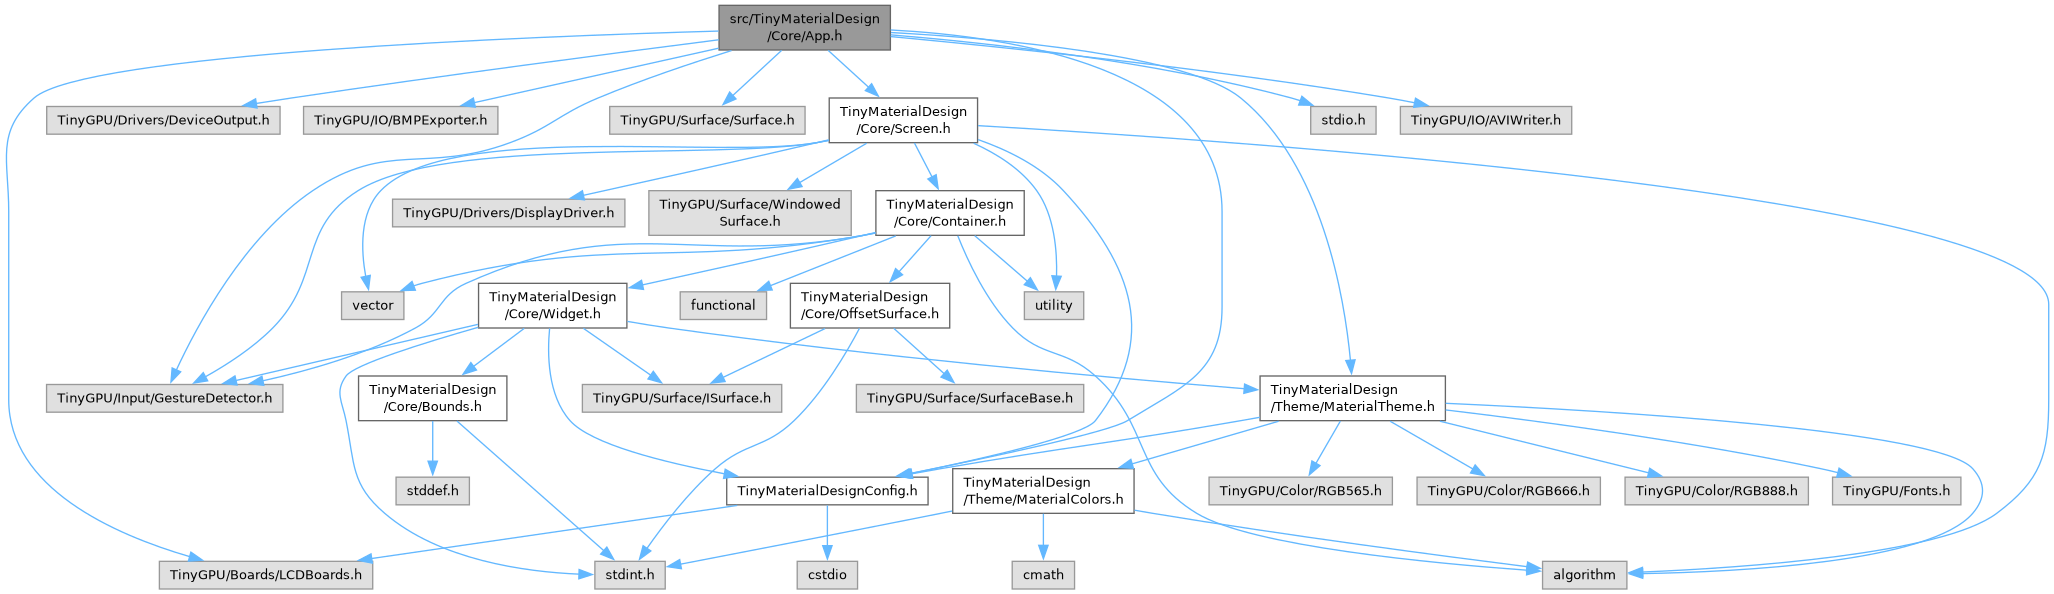 src/TinyMaterialDesign
/Core/App.h
TinyGPU/Drivers/DeviceOutput.h
TinyGPU/IO/BMPExporter.h
TinyGPU/Surface/Surface.h
TinyMaterialDesign
/Core/Screen.h
stdio.h
TinyGPU/IO/AVIWriter.h
TinyGPU/Drivers/DisplayDriver.h
TinyGPU/Surface/Windowed
Surface.h
TinyMaterialDesign
/Core/Container.h
vector
TinyMaterialDesign
/Core/Widget.h
functional
TinyMaterialDesign
/Core/OffsetSurface.h
utility
TinyGPU/Input/GestureDetector.h
TinyMaterialDesign
/Core/Bounds.h
TinyGPU/Surface/ISurface.h
TinyGPU/Surface/SurfaceBase.h
TinyMaterialDesign
/Theme/MaterialTheme.h
stddef.h
TinyMaterialDesignConfig.h
TinyMaterialDesign
/Theme/MaterialColors.h
TinyGPU/Color/RGB565.h
TinyGPU/Color/RGB666.h
TinyGPU/Color/RGB888.h
TinyGPU/Fonts.h
TinyGPU/Boards/LCDBoards.h
stdint.h
cstdio
cmath
algorithm